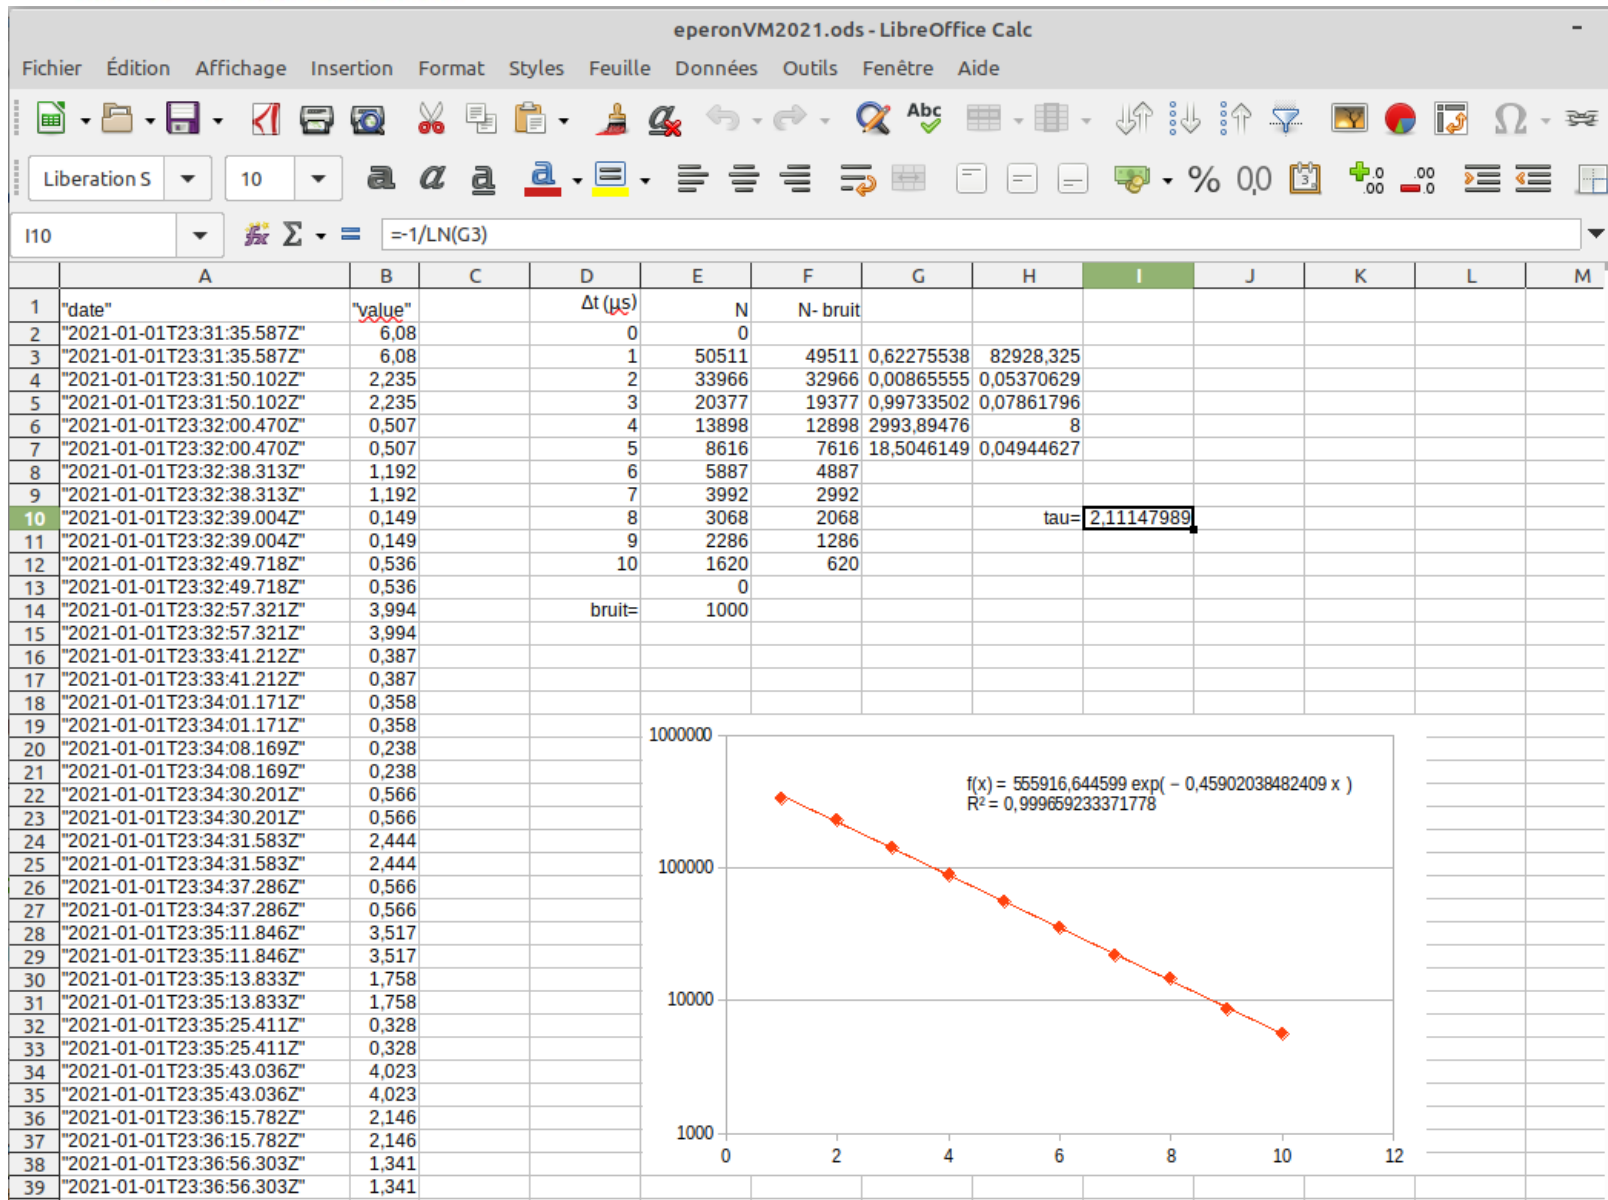 eperonVM2021.ods - LibreOffice Calc
Fichier Édition Affichage Insertion Format Styles Feuille Données Outils Fenêtre Aide
Abc
Liberation S 10 a a a a % 0,0
I10 =-1/LN(G3)
A B C D E F G H I J K L M
1 "date" "value" Δt (µs) N N- bruit
2 "2021-01-01T23:31:35.587Z" 6,08 0 0
3 "2021-01-01T23:31:35.587Z" 6,08 1 50511 49511 0,62275538 82928,325
4 "2021-01-01T23:31:50.102Z" 2,235 2 33966 32966 0,00865555 0,05370629
5 "2021-01-01T23:31:50.102Z" 2,235 3 20377 19377 0,99733502 0,07861796
6 "2021-01-01T23:32:00.470Z" 0,507 4 13898 12898 2993,89476 8
7 "2021-01-01T23:32:00.470Z" 0,507 5 8616 7616 18,5046149 0,04944627
8 "2021-01-01T23:32:38.313Z" 1,192 6 5887 4887
9 "2021-01-01T23:32:38.313Z" 1,192 7 3992 2992
10 "2021-01-01T23:32:39.004Z" 0,149 8 3068 2068 tau= 2,11147989
11 "2021-01-01T23:32:39.004Z" 0,149 9 2286 1286
12 "2021-01-01T23:32:49.718Z" 0,536 10 1620 620
13 "2021-01-01T23:32:49.718Z" 0,536 0
14 "2021-01-01T23:32:57.321Z" 3,994 bruit= 1000
15 "2021-01-01T23:32:57.321Z" 3,994
16 "2021-01-01T23:33:41.212Z" 0,387
17 "2021-01-01T23:33:41.212Z" 0,387
18 "2021-01-01T23:34:01.171Z" 0,358
19 "2021-01-01T23:34:01.171Z" 0,358
20 "2021-01-01T23:34:08.169Z" 0,238
21 "2021-01-01T23:34:08.169Z" 0,238
22 "2021-01-01T23:34:30.201Z" 0,566
23 "2021-01-01T23:34:30.201Z" 0,566
24 "2021-01-01T23:34:31.583Z" 2,444
25 "2021-01-01T23:34:31.583Z" 2,444
26 "2021-01-01T23:34:37.286Z" 0,566
27 "2021-01-01T23:34:37.286Z" 0,566
28 "2021-01-01T23:35:11.846Z" 3,517
29 "2021-01-01T23:35:11.846Z" 3,517
30 "2021-01-01T23:35:13.833Z" 1,758
31 "2021-01-01T23:35:13.833Z" 1,758
32 "2021-01-01T23:35:25.411Z" 0,328
33 "2021-01-01T23:35:25.411Z" 0,328
34 "2021-01-01T23:35:43.036Z" 4,023
35 "2021-01-01T23:35:43.036Z" 4,023
36 "2021-01-01T23:36:15.782Z" 2,146
37 "2021-01-01T23:36:15.782Z" 2,146
38 "2021-01-01T23:36:56.303Z" 1,341
39 "2021-01-01T23:36:56.303Z" 1,341
1000000
f(x) = 555916,644599 exp( − 0,45902038482409 x )
R² = 0,999659233371778
100000
10000
1000
0 2 4 6 8 10 12